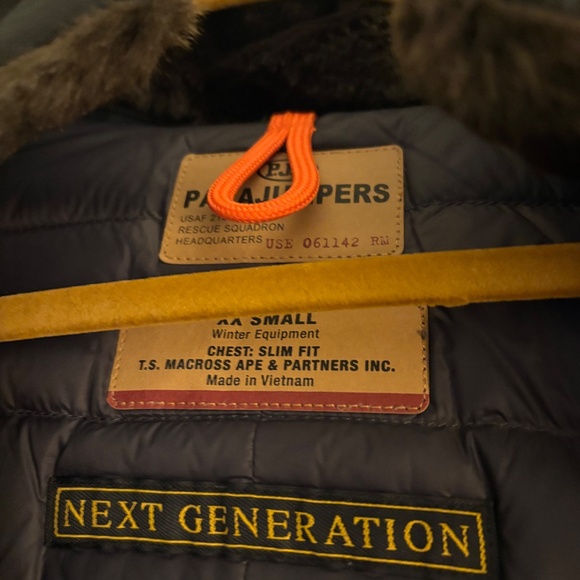 PJ
PA AJU PERS
USAF 21
RESCUE SQUADRON
HEADQUARTERS USE 061142 RM
XX SMALL
Winter Equipment
CHEST: SLIM FIT
T.S. MACROSS APE & PARTNERS INC.
Made in Vietnam
NEXT GENERATION